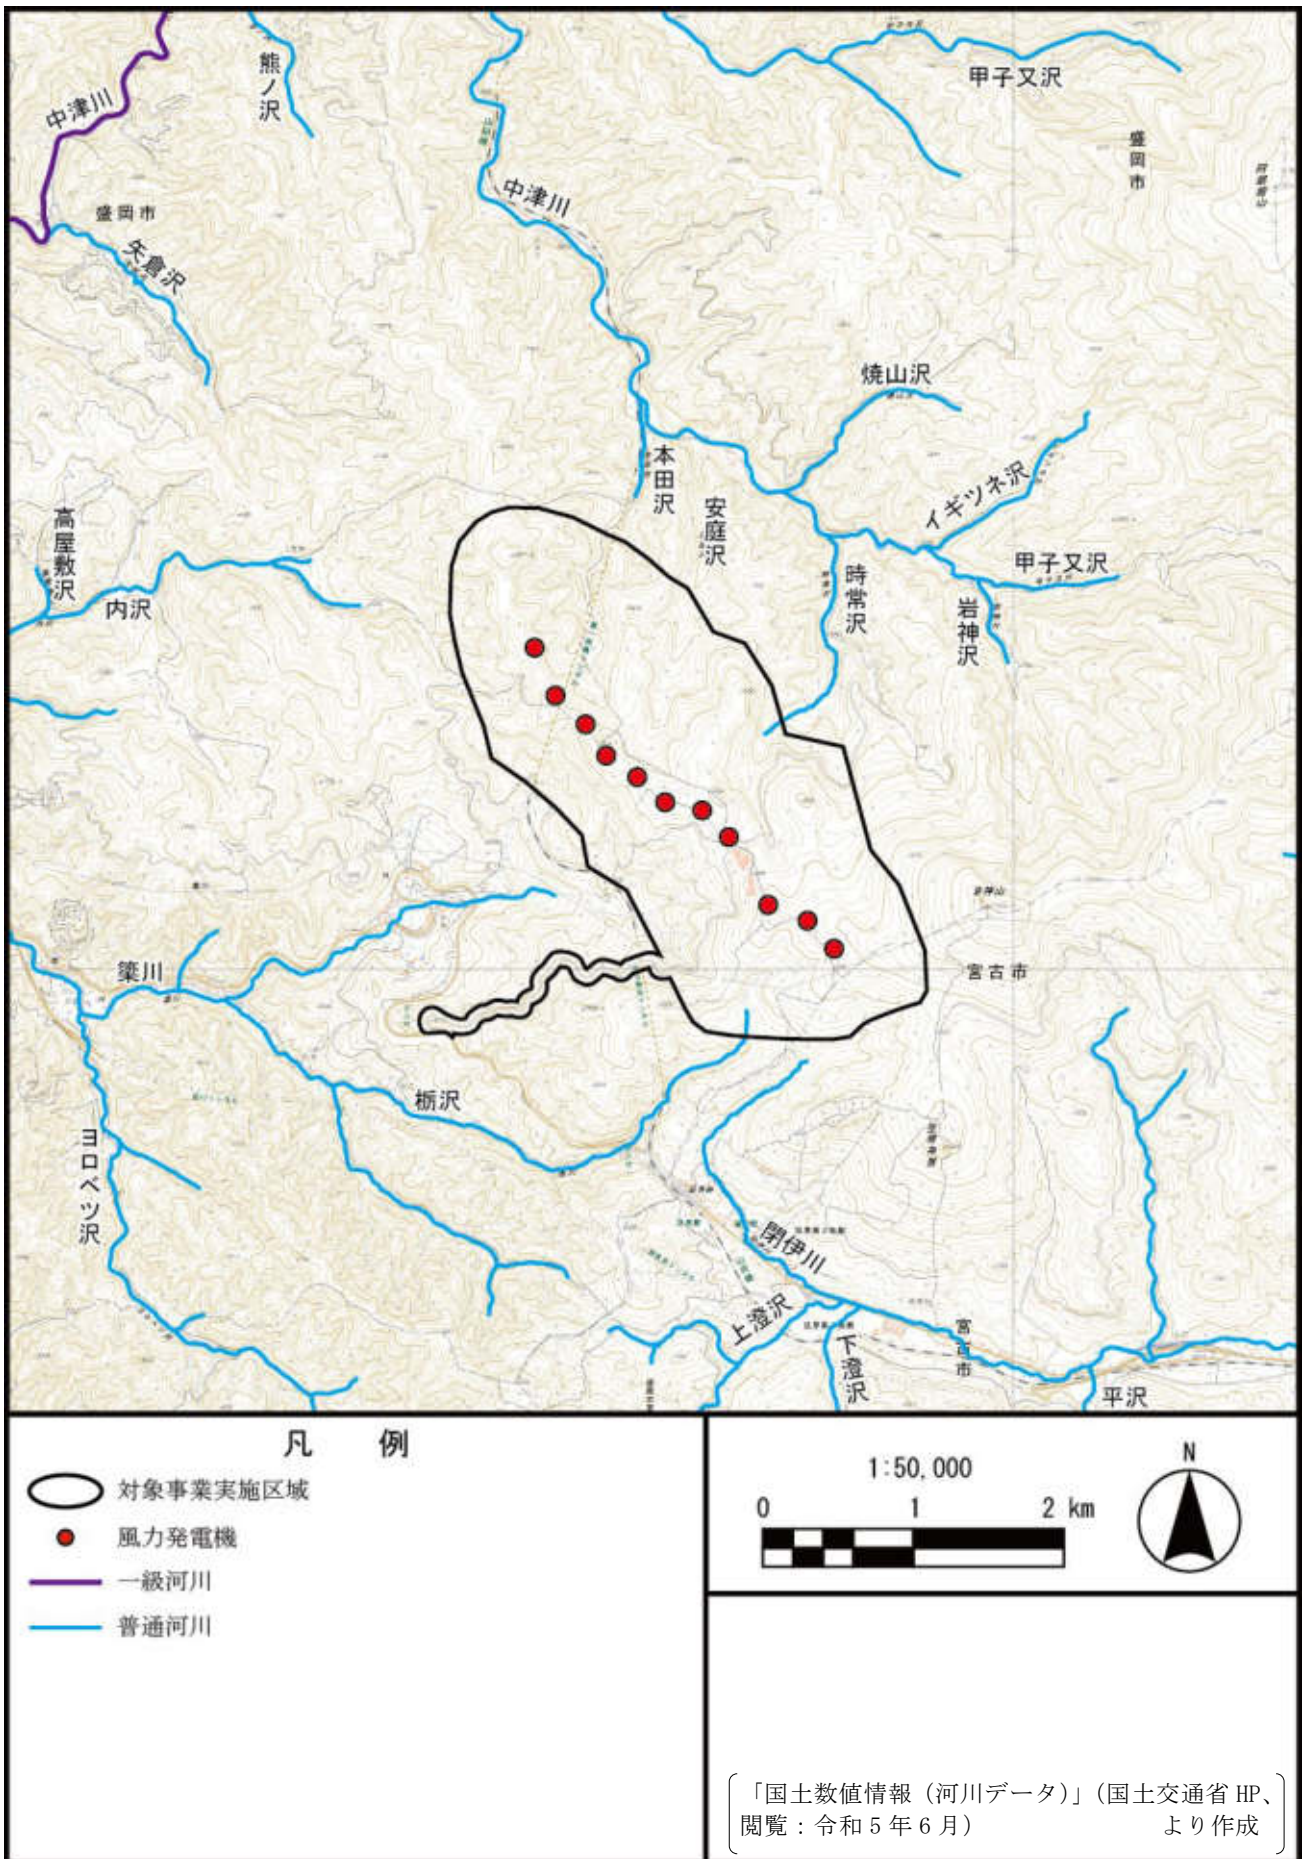 熊ノ沢
中津川
甲子又沢
盛岡市
中津川
盛岡市
矢倉沢
焼山沢
本田沢
イギツネ沢
安庭沢
高屋敷沢
甲子又沢
時常沢
内沢
岩神沢
岩神山
簗川
宮古市
栃沢
ヨロベツ沢
閉伊川
上澄沢
下澄沢
宮古市
平沢
凡 例
対象事業実施区域
風力発電機
一級河川
普通河川
1:50,000
0 1 2 km
N
「国土数値情報（河川データ）」（国土交通省 HP、
閲覧：令和５年６月） より作成